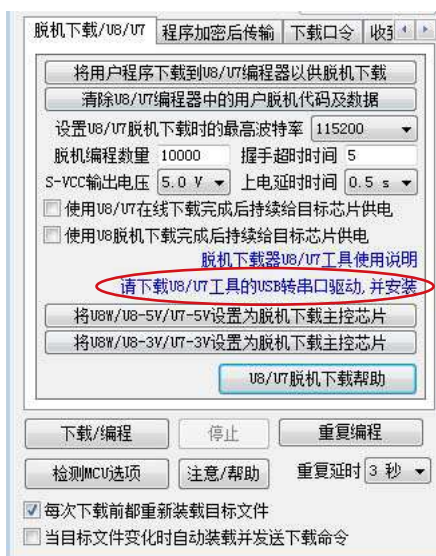 脱机下载/U8/U7 程序加密后传输 下载口令
将用户程序下载到U8/U7编程器以供脱机下载
清除U8/U7编程器中的用户脱机代码及数据
设置U8/U7脱机下载时的最高波特率 115200
脱机编程数量 10000 握手超时时间 5
S-VCC输出电压 5.0 V 上电延时时间 0.5 s
使用U8/U7在线下载完成后持续给目标芯片供电
使用U8脱机下载完成后持续给目标芯片供电
脱机下载器U8/U7工具使用说明
请下载U8/U7工具的USB转串口驱动,并安装
将U8W/U8-5V/U7-5V设置为脱机下载主控芯片
将U8W/U8-3V/U7-3V设置为脱机下载主控芯片
U8/U7脱机下载帮助
下载/编程 停止 重复编程
检测MCU选项 注意/帮助 重复延时 3 秒
每次下载前都重新装载目标文件
当目标文件变化时自动装载并发送下载命令